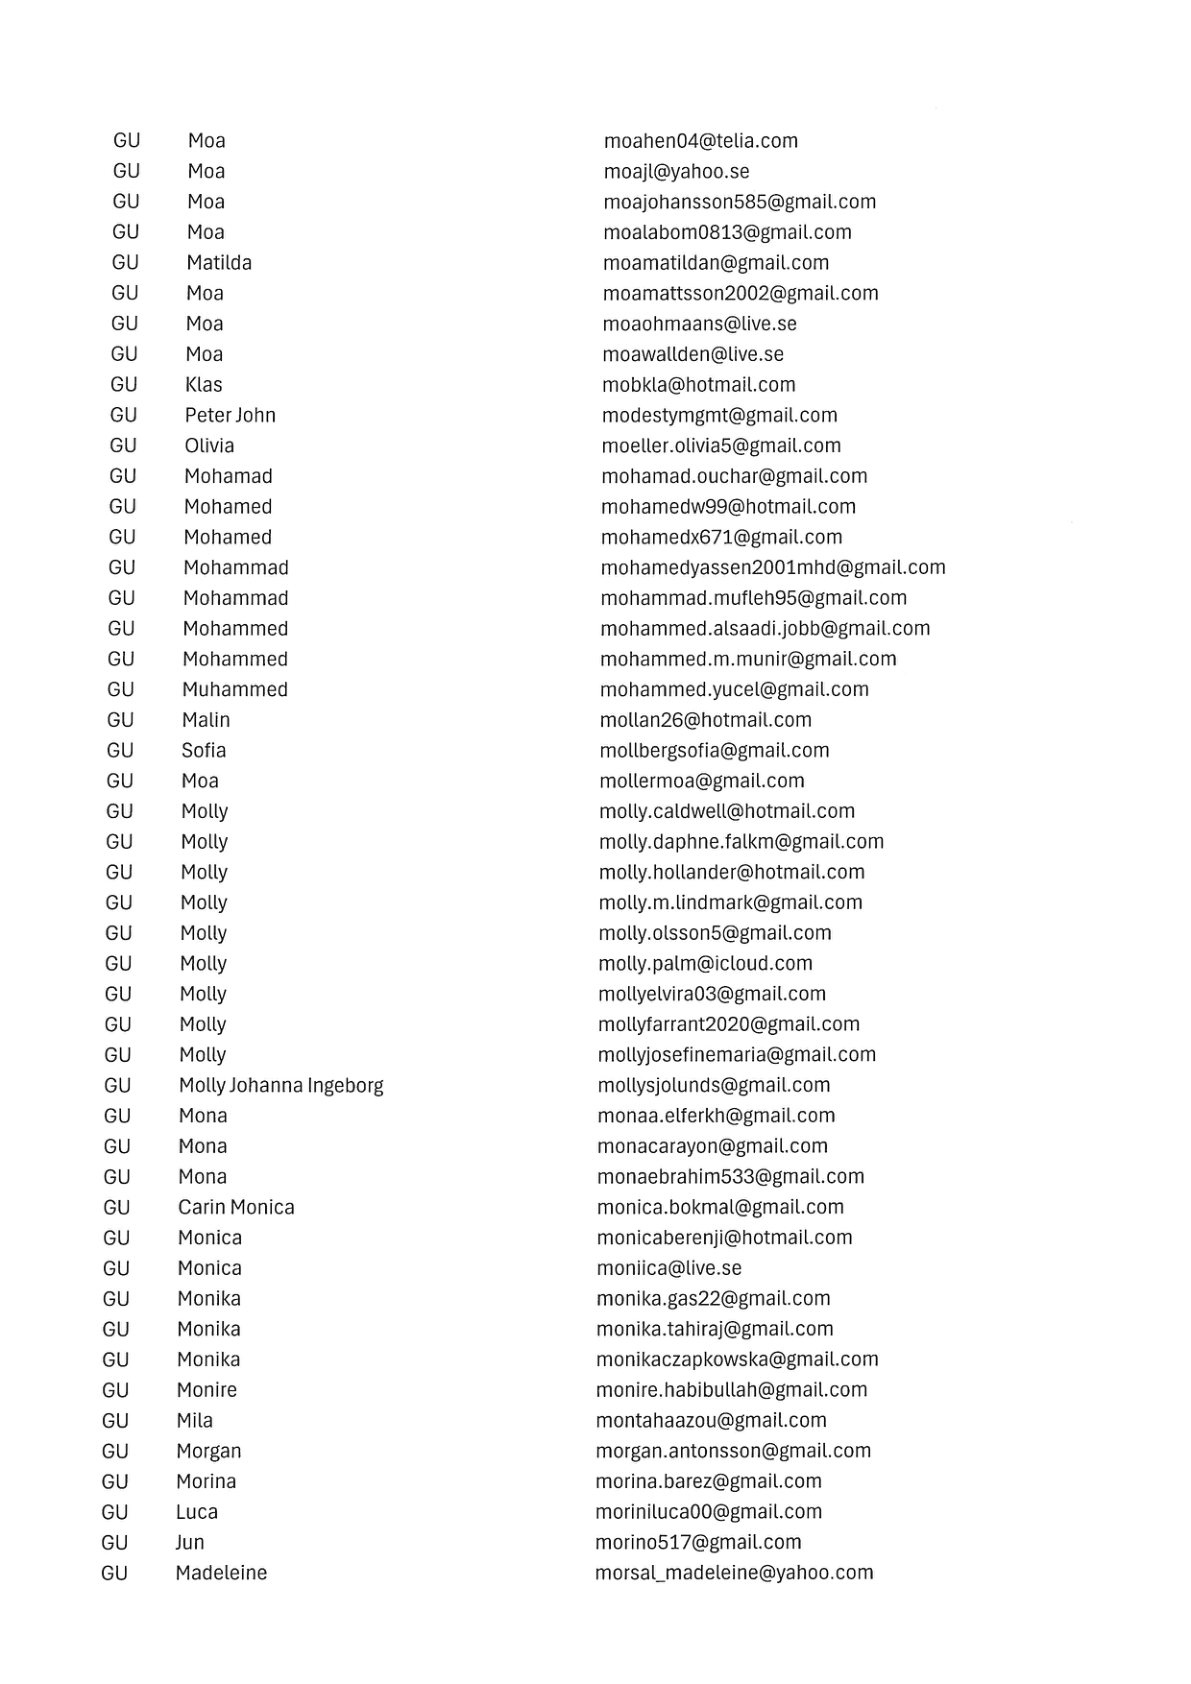 GU Moa moahen04@telia.com
GU Moa moajl@yahoo.se
GU Moa moajohansson585@gmail.com
GU Moa moalabom0813@gmail.com
GU Matilda moamatildan@gmail.com
GU Moa moamattsson2002@gmail.com
GU Moa moaohmaans@live.se
GU Moa moawallden@live.se
GU Klas mobkla@hotmail.com
GU Peter John modestymgmt@gmail.com
GU Olivia moeller.olivia5@gmail.com
GU Mohamad mohamad.ouchar@gmail.com
GU Mohamed mohamedw99@hotmail.com
GU Mohamed mohamedx671@gmail.com
GU Mohammad mohamedyassen2001mhd@gmail.com
GU Mohammad mohammad.mufleh95@gmail.com
GU Mohammed mohammed.alsaadi.jobb@gmail.com
GU Mohammed mohammed.m.munir@gmail.com
GU Muhammed mohammed.yucel@gmail.com
GU Malin mollan26@hotmail.com
GU Sofia mollbergsofia@gmail.com
GU Moa mollermoa@gmail.com
GU Molly molly.caldwell@hotmail.com
GU Molly molly.daphne.falkm@gmail.com
GU Molly molly.hollander@hotmail.com
GU Molly molly.m.lindmark@gmail.com
GU Molly molly.olsson5@gmail.com
GU Molly molly.palm@icloud.com
GU Molly mollyelvira03@gmail.com
GU Molly mollyfarrant2020@gmail.com
GU Molly mollyjosefinemaria@gmail.com
GU Molly Johanna Ingeborg mollysjolunds@gmail.com
GU Mona monaa.elferkh@gmail.com
GU Mona monacarayon@gmail.com
GU Mona monaebrahim533@gmail.com
GU Carin Monica monica.bokmal@gmail.com
GU Monica monicaberenji@hotmail.com
GU Monica moniica@live.se
GU Monika monika.gas22@gmail.com
GU Monika monika.tahiraj@gmail.com
GU Monika monikaczapkowska@gmail.com
GU Monire monire.habibullah@gmail.com
GU Mila montahaazou@gmail.com
GU Morgan morgan.antonsson@gmail.com
GU Morina morina.barez@gmail.com
GU Luca moriniluca00@gmail.com
GU Jun morino517@gmail.com
GU Madeleine morsal_madeleine@yahoo.com